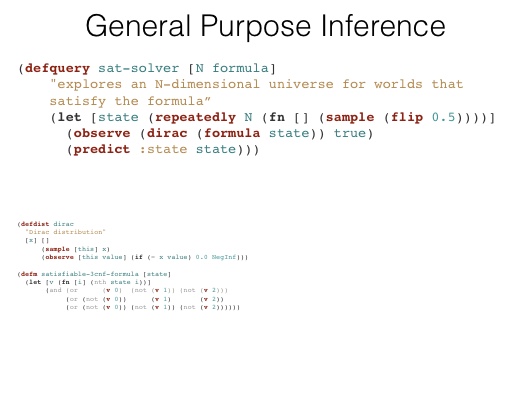 General Purpose Inference
(defquery sat-solver [N formula]
"explores an N-dimensional universe for worlds that
satisfy the formula”
(let [state (repeatedly N (fn [] (sample (flip 0.5))))]
(observe (dirac (formula state)) true)
(predict :state state)))
(defdist dirac
"Dirac distribution"
[x] []
(sample [this] x)
(observe [this value] (if (= x value) 0.0 NegInf)))
(defm satisfiable-3cnf-formula [state]
(let [v (fn [i] (nth state i))]
(and (or (v 0) (not (v 1)) (not (v 2)))
(or (not (v 0)) (v 1) (v 2))
(or (not (v 0)) (not (v 1)) (not (v 2))))))